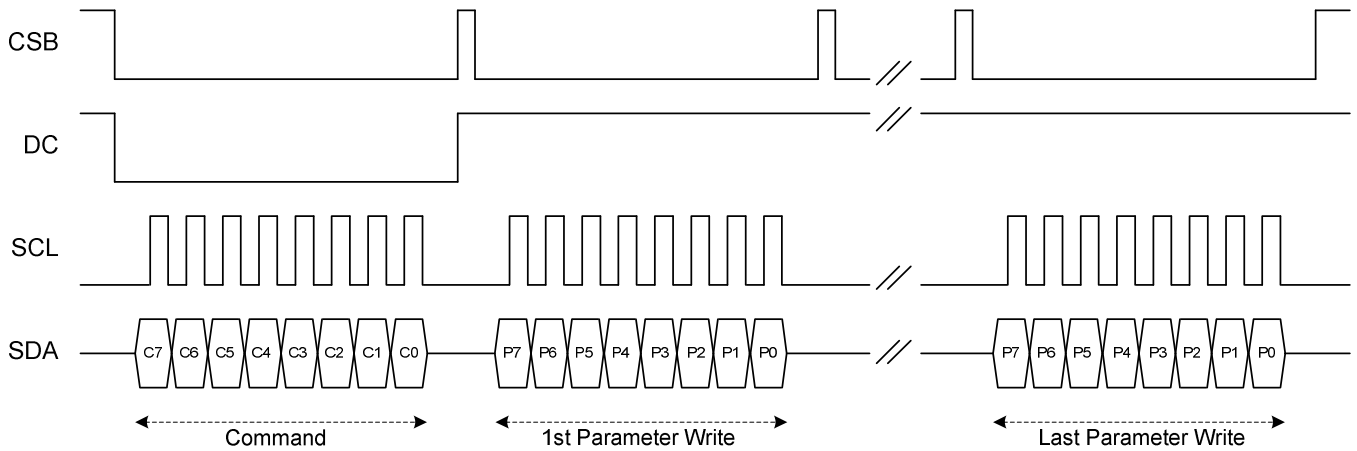 CSB
DC
SCL
SDA C7 C6 C5 C4 C3 C2 C1 C0 P7 P6 P5 P4 P3 P2 P1 P0 P7 P6 P5 P4 P3 P2 P1 P0
Command 1st Parameter Write Last Parameter Write